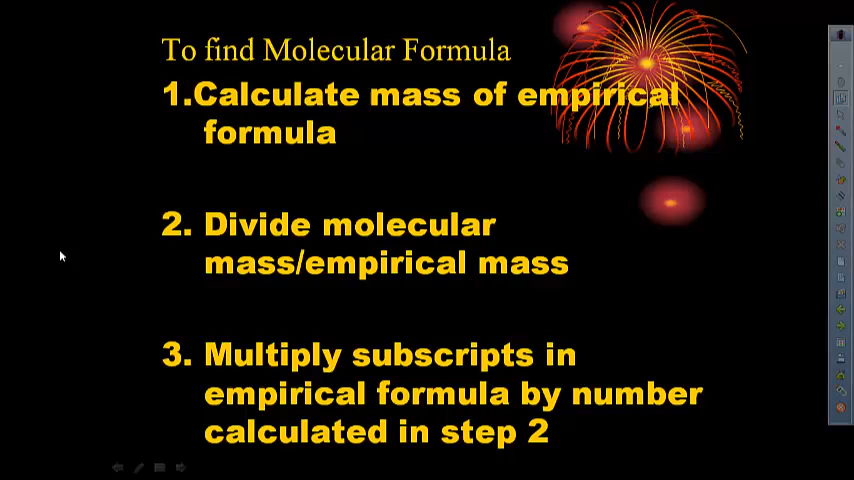 To find Molecular Formula
1.Calculate mass of empirical
formula
2. Divide molecular
mass/empirical mass
3. Multiply subscripts in
empirical formula by number
calculated in step 2